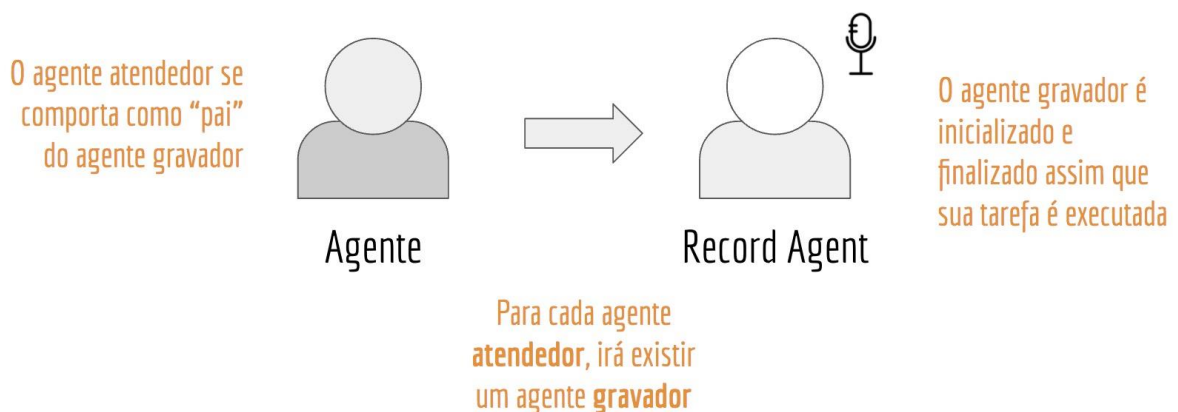 O agente atendedor se
comporta como “pai”
do agente gravador
Agente
Record Agent
O agente gravador é
inicializado e
finalizado assim que
sua tarefa é executada
Para cada agente
atendedor, irá existir
um agente gravador